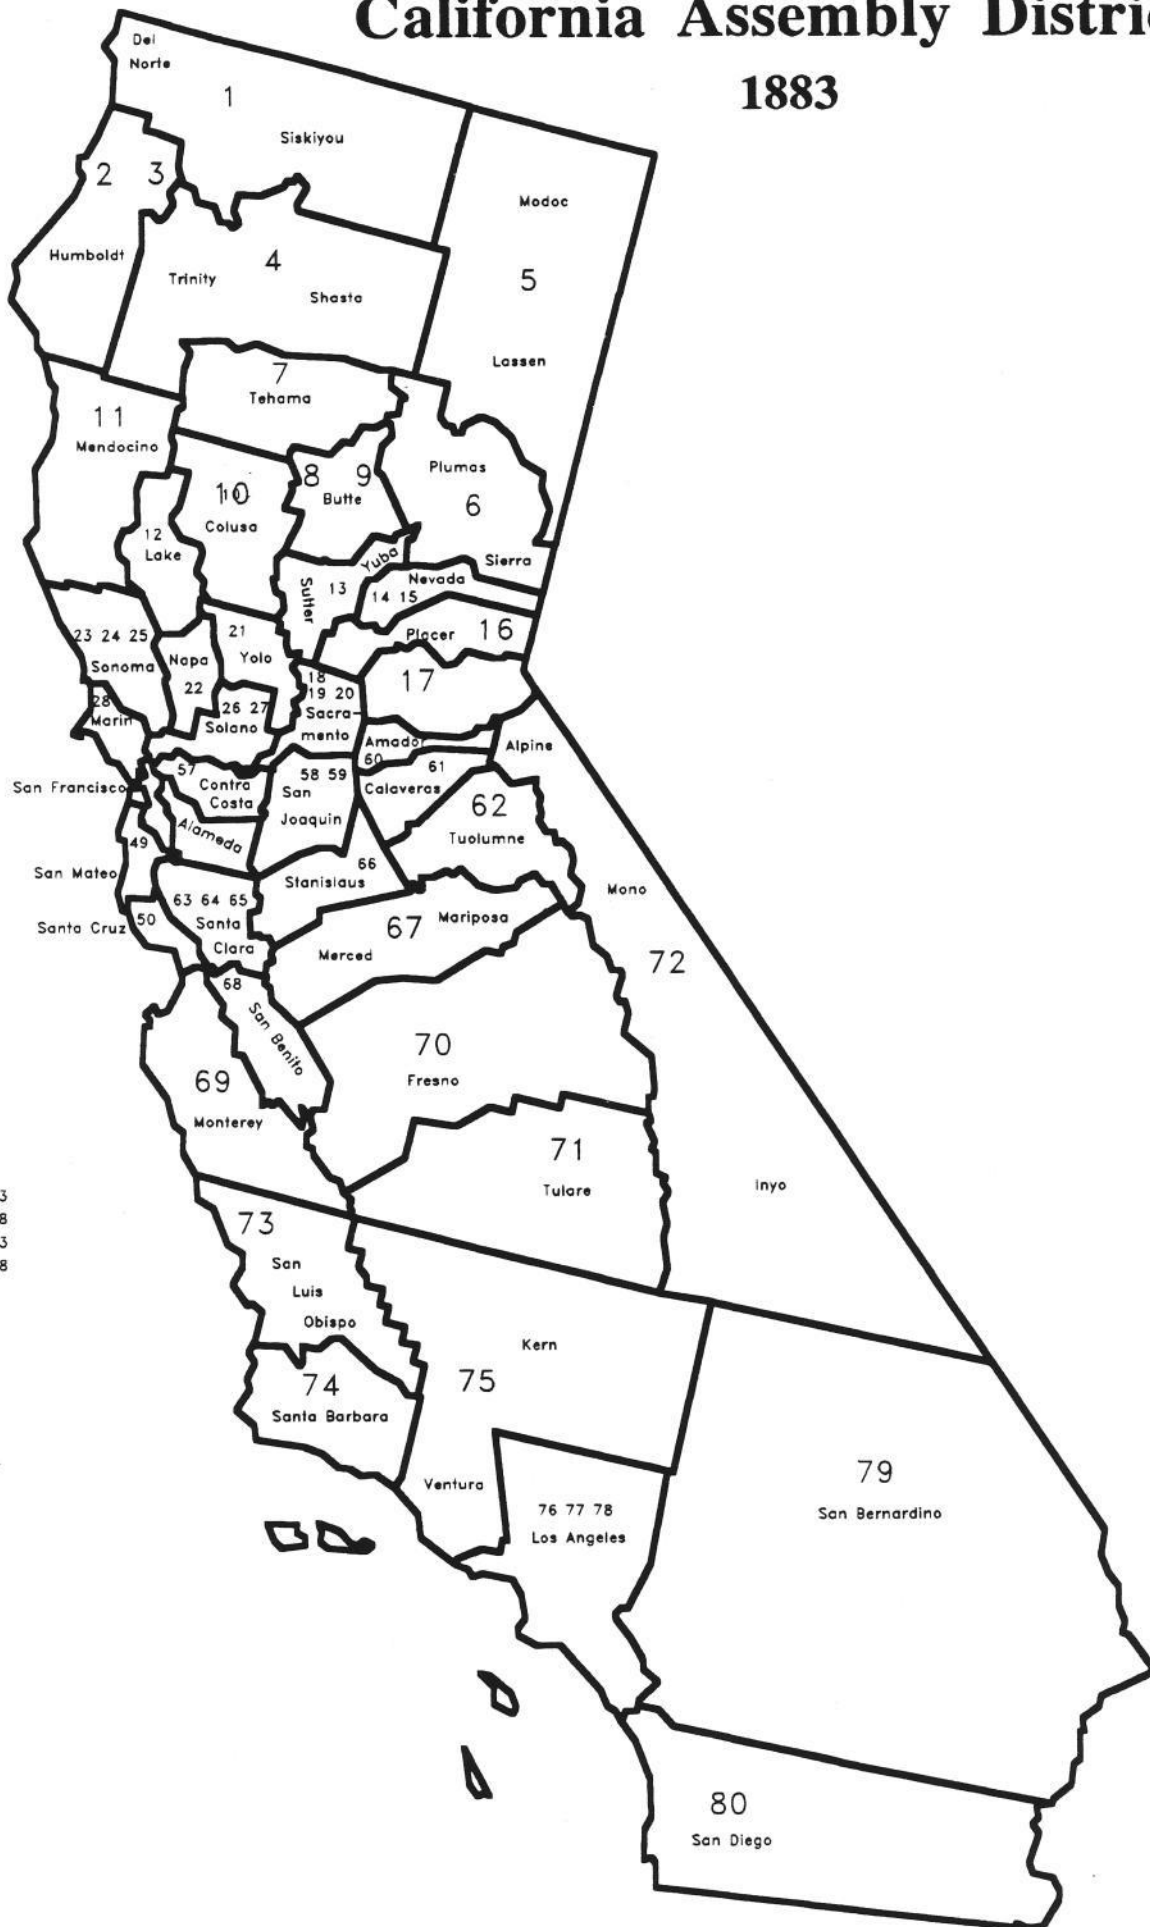 California Assembly Distri
1883
Del
Norte
1
Siskiyou
2 3
Modoc
Humboldt
4
Trinity
Shasta
5
Lassen
7
Tehama
11
Mendocino
8 9
Butte
Plumas
6
10
Colusa
12
Lake
Yuba
Sierra
Sutter
13
Nevada
14 15
23 24 25
Sonoma
Napa
22
21
Yolo
Placer
16
17
18
19 20
Sacra-
mento
28
Marin
26 27
Solano
Amador
60
Alpine
61
Calaveras
57
Contra
Costa
58 59
San
Joaquin
San Francisco
62
Tuolumne
Alameda
49
66
Stanislaus
San Mateo
Mono
63 64 65
Santa
Clara
50
Santa Cruz
67
Mariposa
Merced
72
68
San Benito
70
Fresno
69
Monterey
71
Tulare
Inyo
3
8
3
8
73
San
Luis
Obispo
Kern
75
74
Santa Barbara
Ventura
76 77 78
Los Angeles
79
San Bernardino
80
San Diego